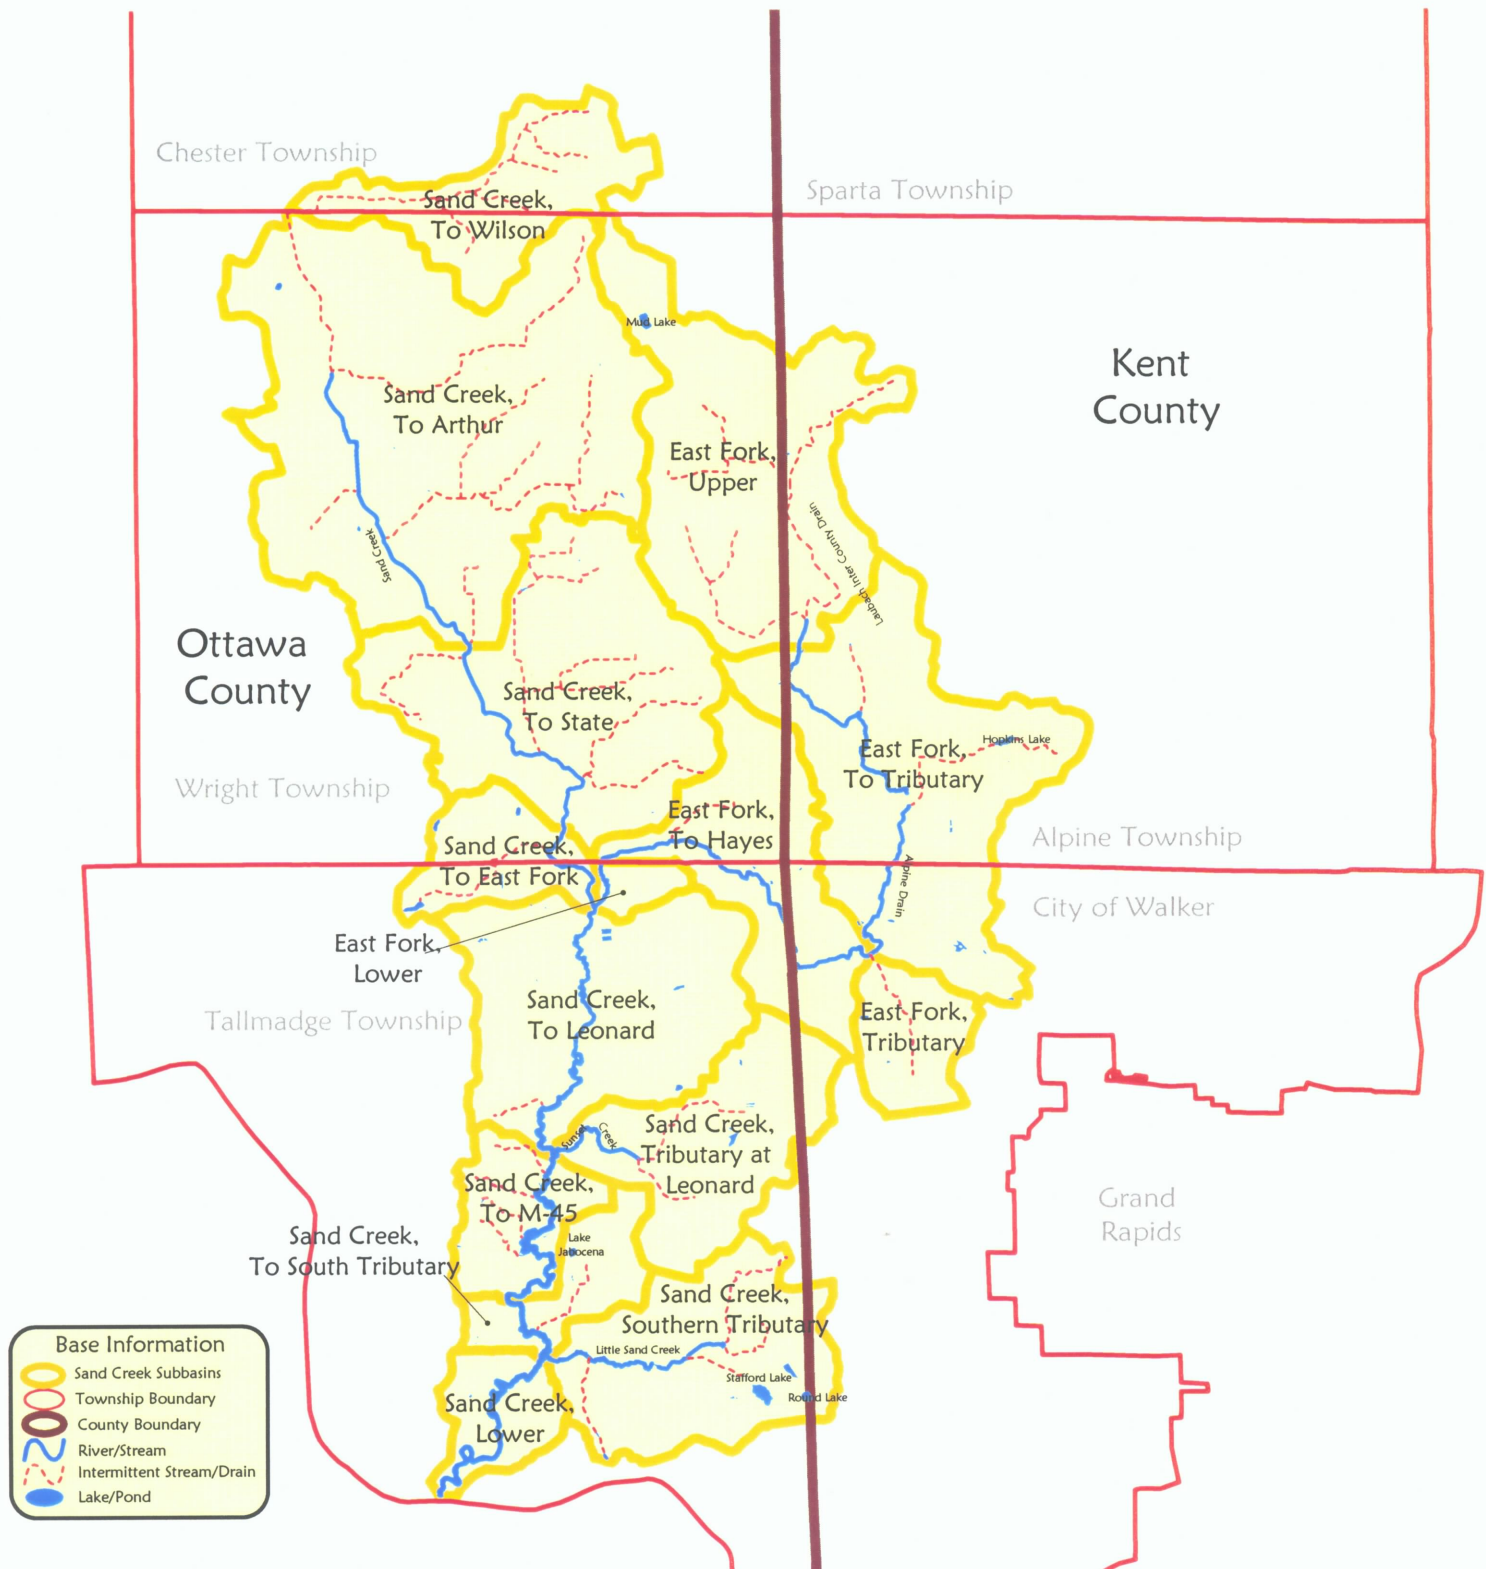 Chester Township
Sparta Township
Sand Creek,
To Wilson
Mud Lake
Kent
County
Sand Creek,
To Arthur
East Fork,
Upper
Laubach Inter County Drain
Sand Creek
Ottawa
County
Sand Creek,
To State
East Fork,
To Tributary
Hopkins Lake
Wright Township
East Fork,
To Hayes
Alpine Township
Sand Creek,
To East Fork
Alpine Drain
City of Walker
East Fork,
Lower
Sand Creek,
To Leonard
East Fork,
Tributary
Tallmadge Township
Sunset Creek
Sand Creek,
Tributary at
Leonard
Sand Creek,
To M-45
Grand
Rapids
Lake
Jabocena
Sand Creek,
To South Tributary
Sand Creek,
Southern Tributary
Little Sand Creek
Stafford Lake
Round Lake
Sand Creek,
Lower
Base Information
Sand Creek Subbasins
Township Boundary
County Boundary
River/Stream
Intermittent Stream/Drain
Lake/Pond